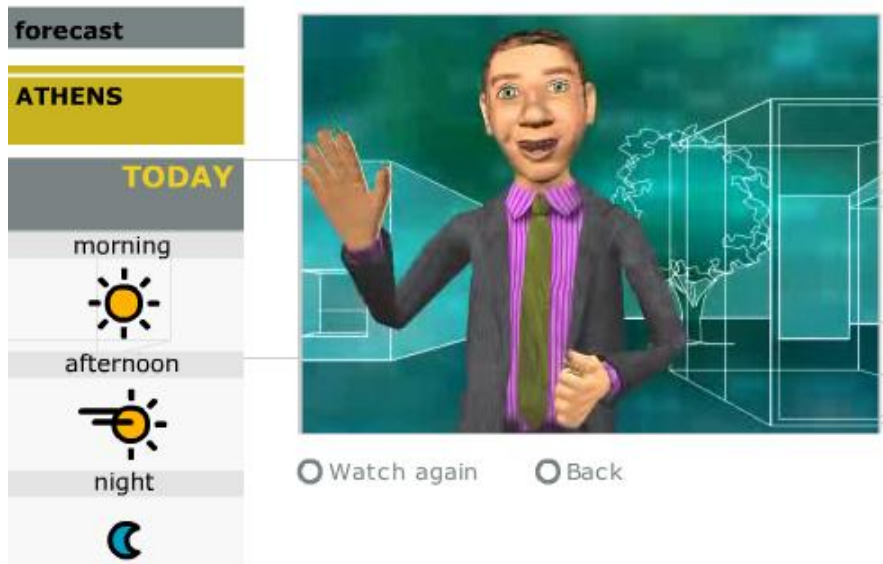 forecast
ATHENS
TODAY
morning
afternoon
night
Watch again
Back